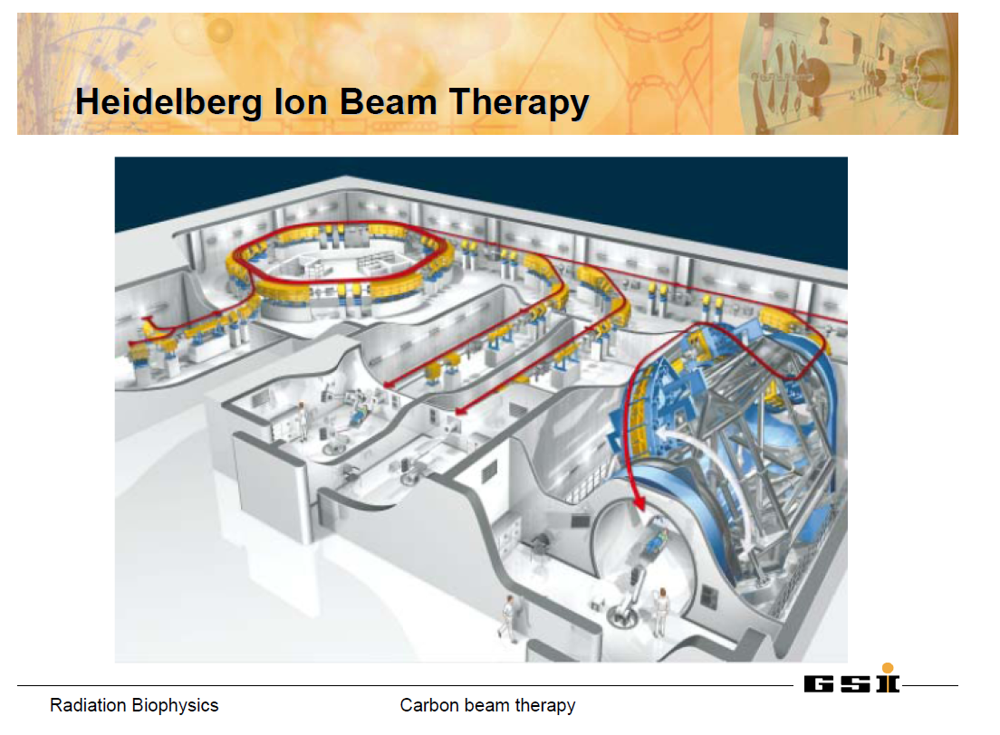 Heidelberg Ion Beam Therapy
GSI
Radiation Biophysics
Carbon beam therapy